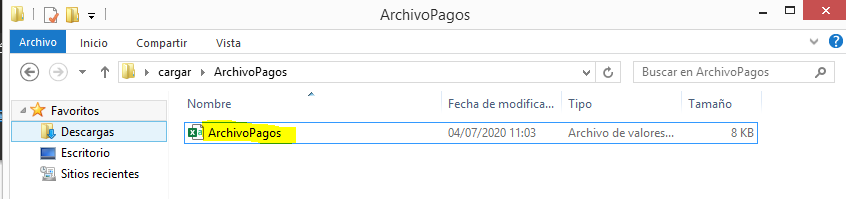 ArchivoPagos
Archivo Inicio Compartir Vista
cargar ArchivoPagos Buscar en ArchivoPagos
Favoritos
Descargas
Escritorio
Sitios recientes
Nombre Fecha de modifica... Tipo Tamaño
ArchivoPagos 04/07/2020 11:03 Archivo de valores... 8 KB